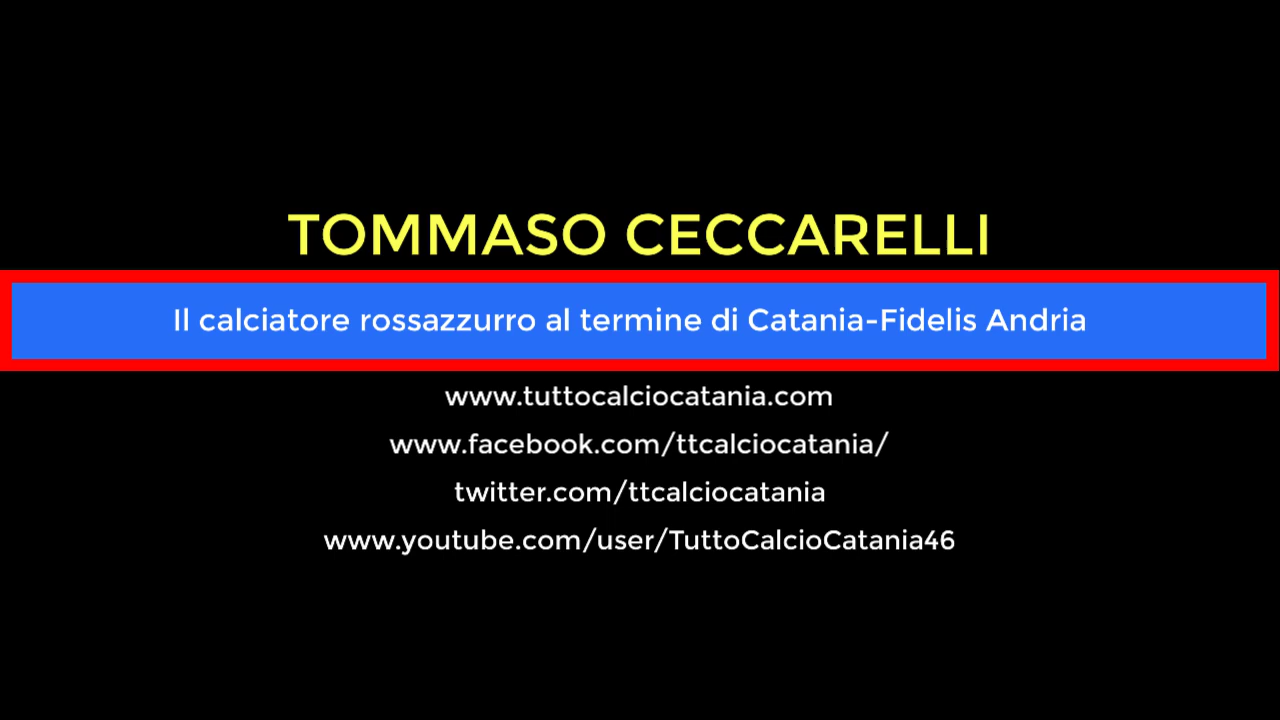 TOMMASO CECCARELLI
Il calciatore rossazzurro al termine di Catania-Fidelis Andria
www.tuttocalciocatania.com
www.facebook.com/ttcalciocatania/
twitter.com/ttcalciocatania
www.youtube.com/user/TuttoCalcioCatania46